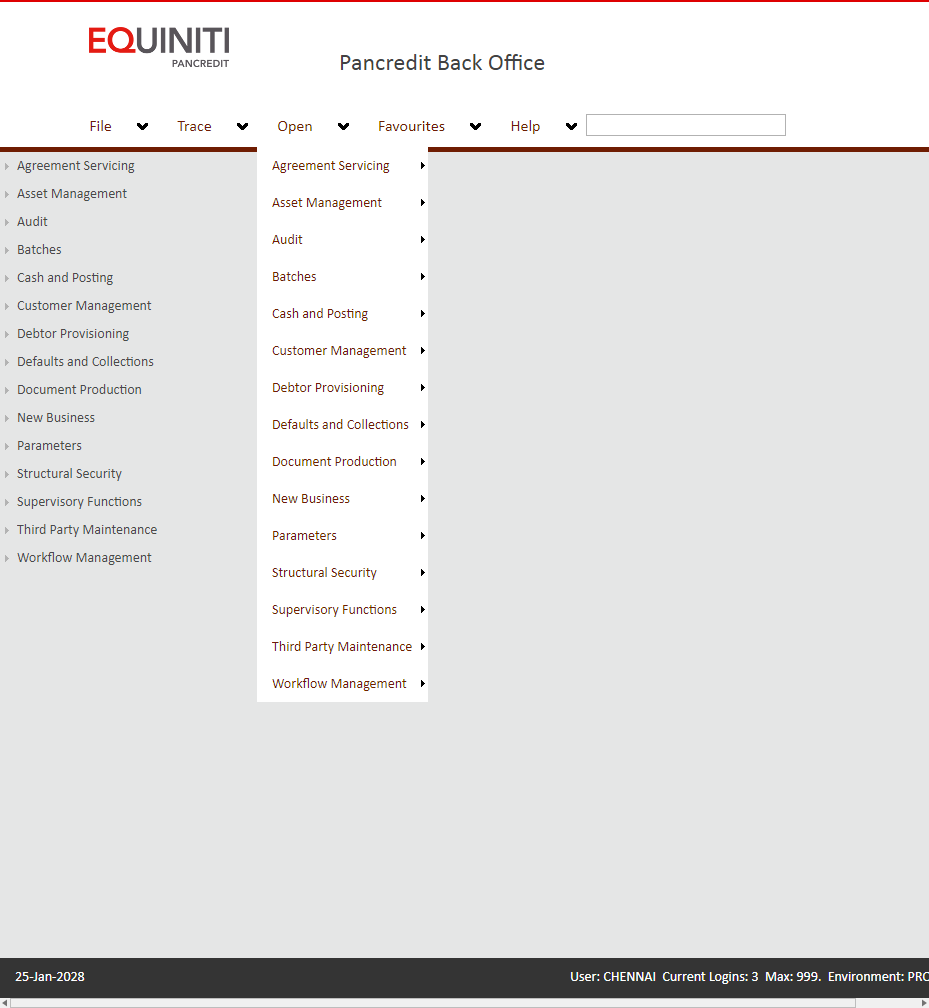 EQUINITI
PANCREDIT
Pancredit Back Office
File Trace Open Favourites Help
Agreement Servicing
Asset Management
Audit
Batches
Cash and Posting
Customer Management
Debtor Provisioning
Defaults and Collections
Document Production
New Business
Parameters
Structural Security
Supervisory Functions
Third Party Maintenance
Workflow Management
Agreement Servicing
Asset Management
Audit
Batches
Cash and Posting
Customer Management
Debtor Provisioning
Defaults and Collections
Document Production
New Business
Parameters
Structural Security
Supervisory Functions
Third Party Maintenance
Workflow Management
25-Jan-2028 User: CHENNAI Current Logins: 3 Max: 999. Environment: